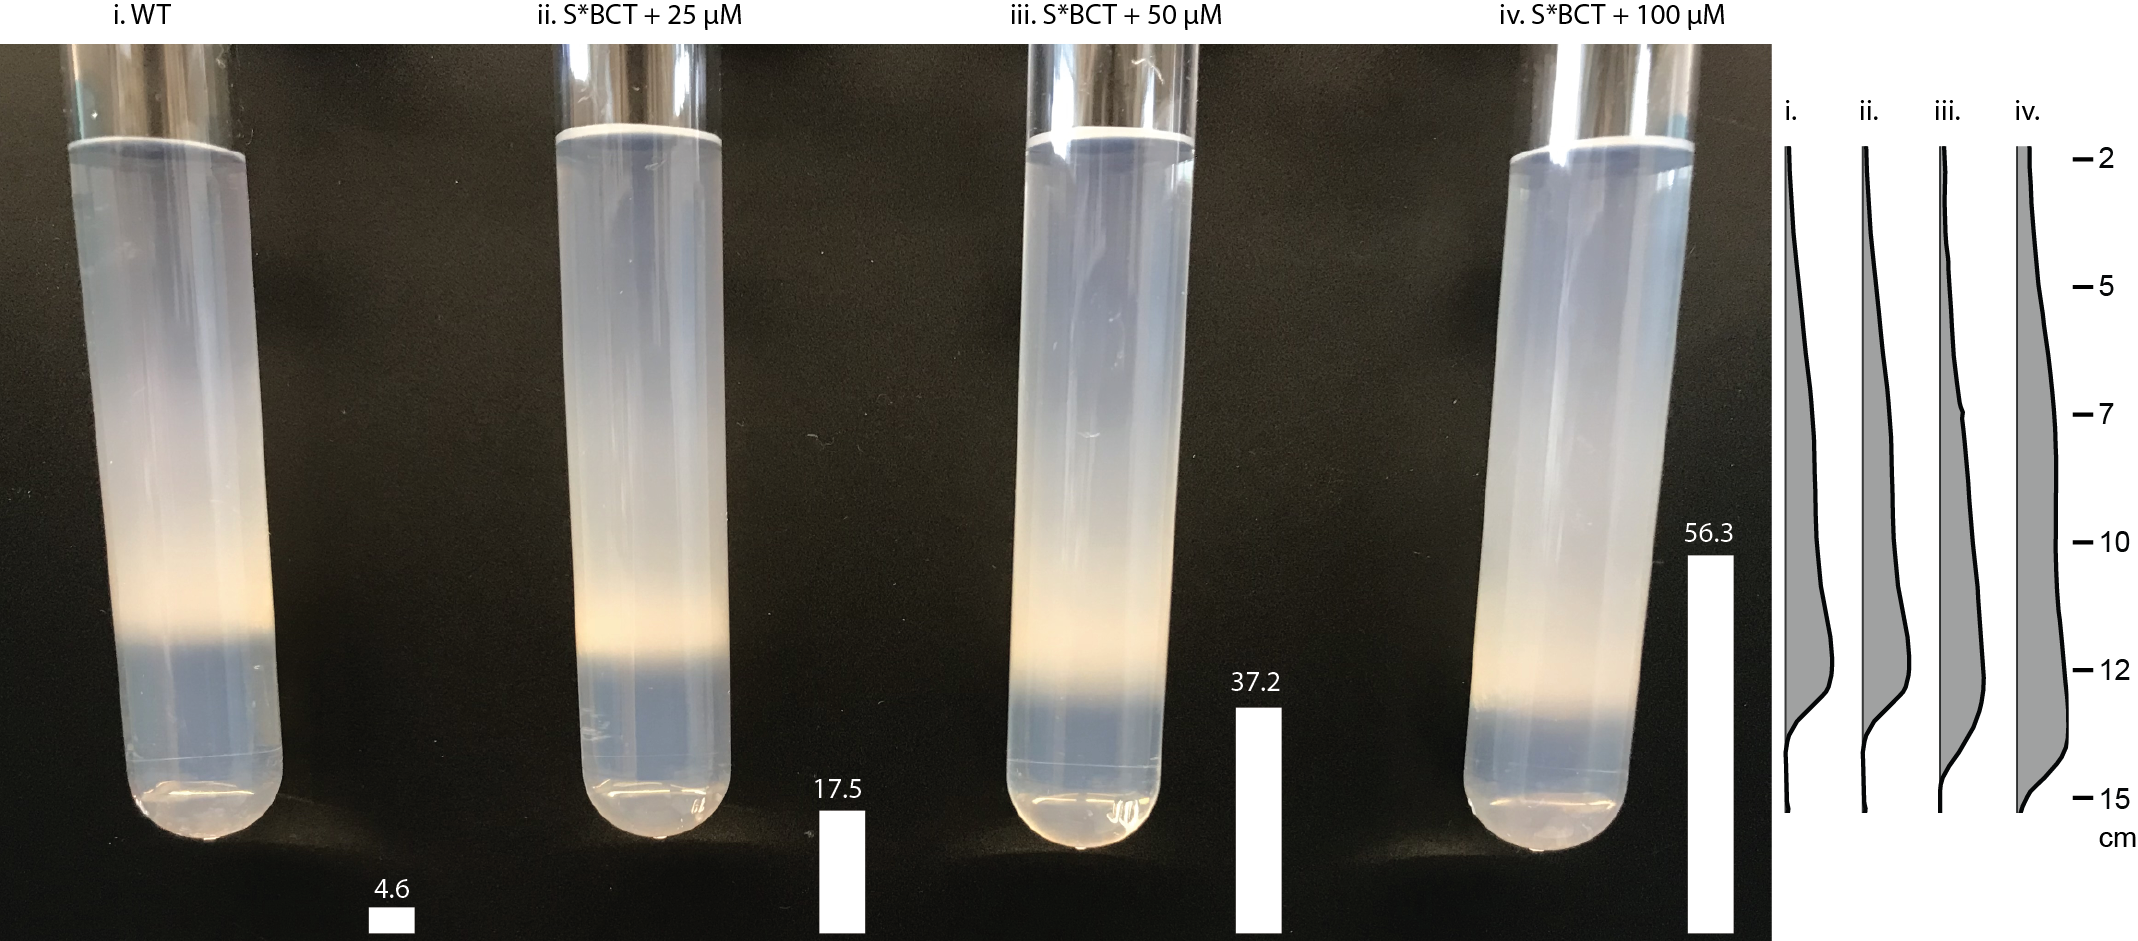 i. WT
ii. S*BCT + 25 μM
iii. S*BCT + 50 μM
iv. S*BCT + 100 μM
i.
ii.
iii.
iv.
2
5
7
10
12
15
cm
4.6
17.5
37.2
56.3